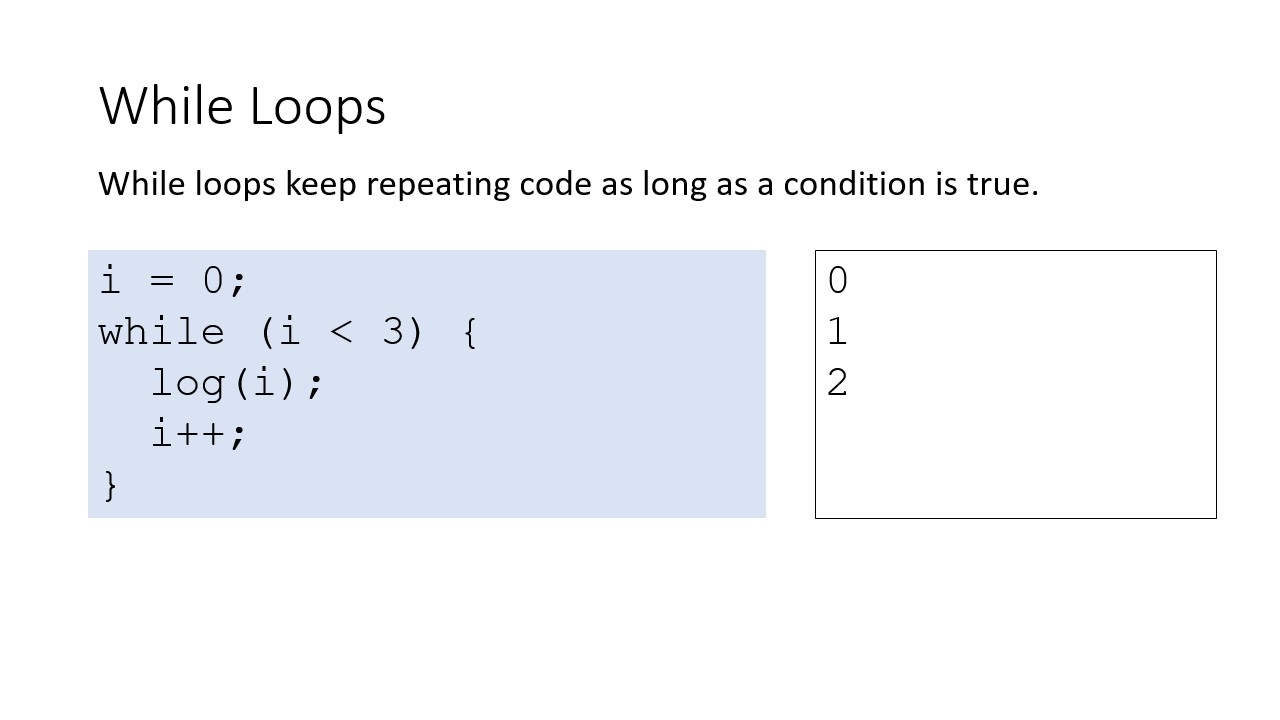 While Loops
While loops keep repeating code as long as a condition is true.
i = 0;
while (i < 3) {
  log(i);
  i++;
}
0
1
2